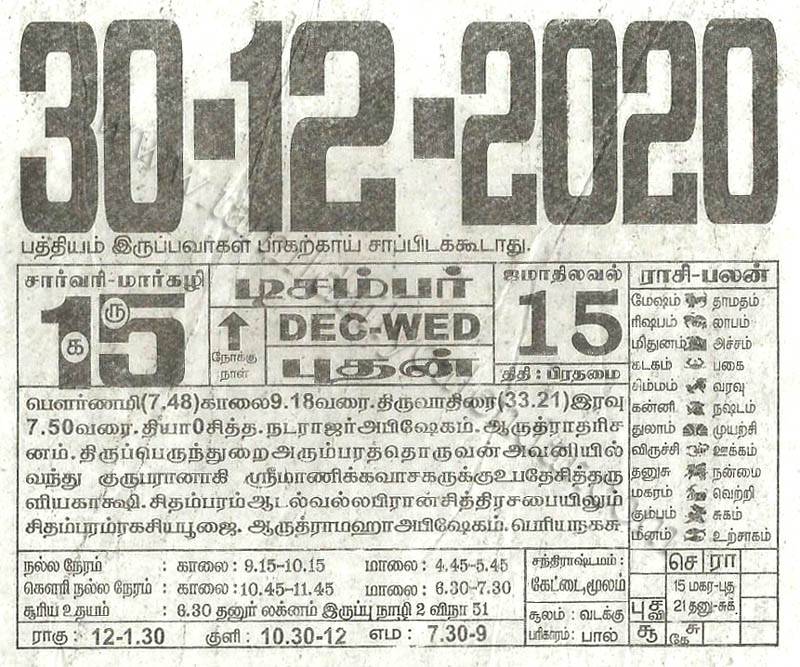 30-12-2020
பத்தியம் இருப்பவர்கள் பாகற்காய் சாப்பிடக்கூடாது.
சார்வரி-மார்கழி
15
௧ ௫
நோக்கு
நாள்
டிசம்பர்
DEC-WED
புதன்
ஜமாதிலவல்
15
திதி : பிரதமை
பௌர்ணமி(7.48)காலை9.18வரை.திருவாதிரை(33.21)இரவு
7.50வரை.தியா0சித்த.நடராஜர்அபிஷேகம்.ஆருத்ராதரிச
னம்.திருப்பெருந்துறை அரும்பரத்தொருவன் அவனியில்
வந்து குருபரானாகி ஸ்ரீமாணிக்கவாசகருக்குஉபதேசித்தரு
ளியகாக்ஷி.சிதம்பரம்ஆடல்வல்லபிரான்சித்திரசபையிலும்
சிதம்பரம்ரகசியபூஜை. ஆருத்ராமஹாஅபிஷேகம்.பெரியநகசு
ராசி-பலன்
மேஷம் தாமதம்
ரிஷபம் லாபம்
மிதுனம் அச்சம்
கடகம் பகை
சிம்மம் வரவு
கன்னி நஷ்டம்
துலாம் முயற்சி
விருச்சி ஊக்கம்
தனுசு நன்மை
மகரம் வெற்றி
கும்பம் சுகம்
மீனம் உற்சாகம்
நல்ல நேரம் : காலை : 9.15-10.15 மாலை : 4.45-5.45
கௌரி நல்ல நேரம் : காலை : 10.45-11.45 மாலை : 6.30-7.30
சூரிய உதயம் : 6.30 தனுர் லக்னம் இருப்பு நாழி 2 விநா 51
ராகு : 12-1.30 குளி : 10.30-12 எம : 7.30-9
சந்திராஷ்டமம் :
கேட்டை,மூலம்
சூலம் : வடக்கு
பரிகாரம் : பால்
செ ரா
15 மகர-புத
21 தனு-சுக்
பு சூ
சு கே